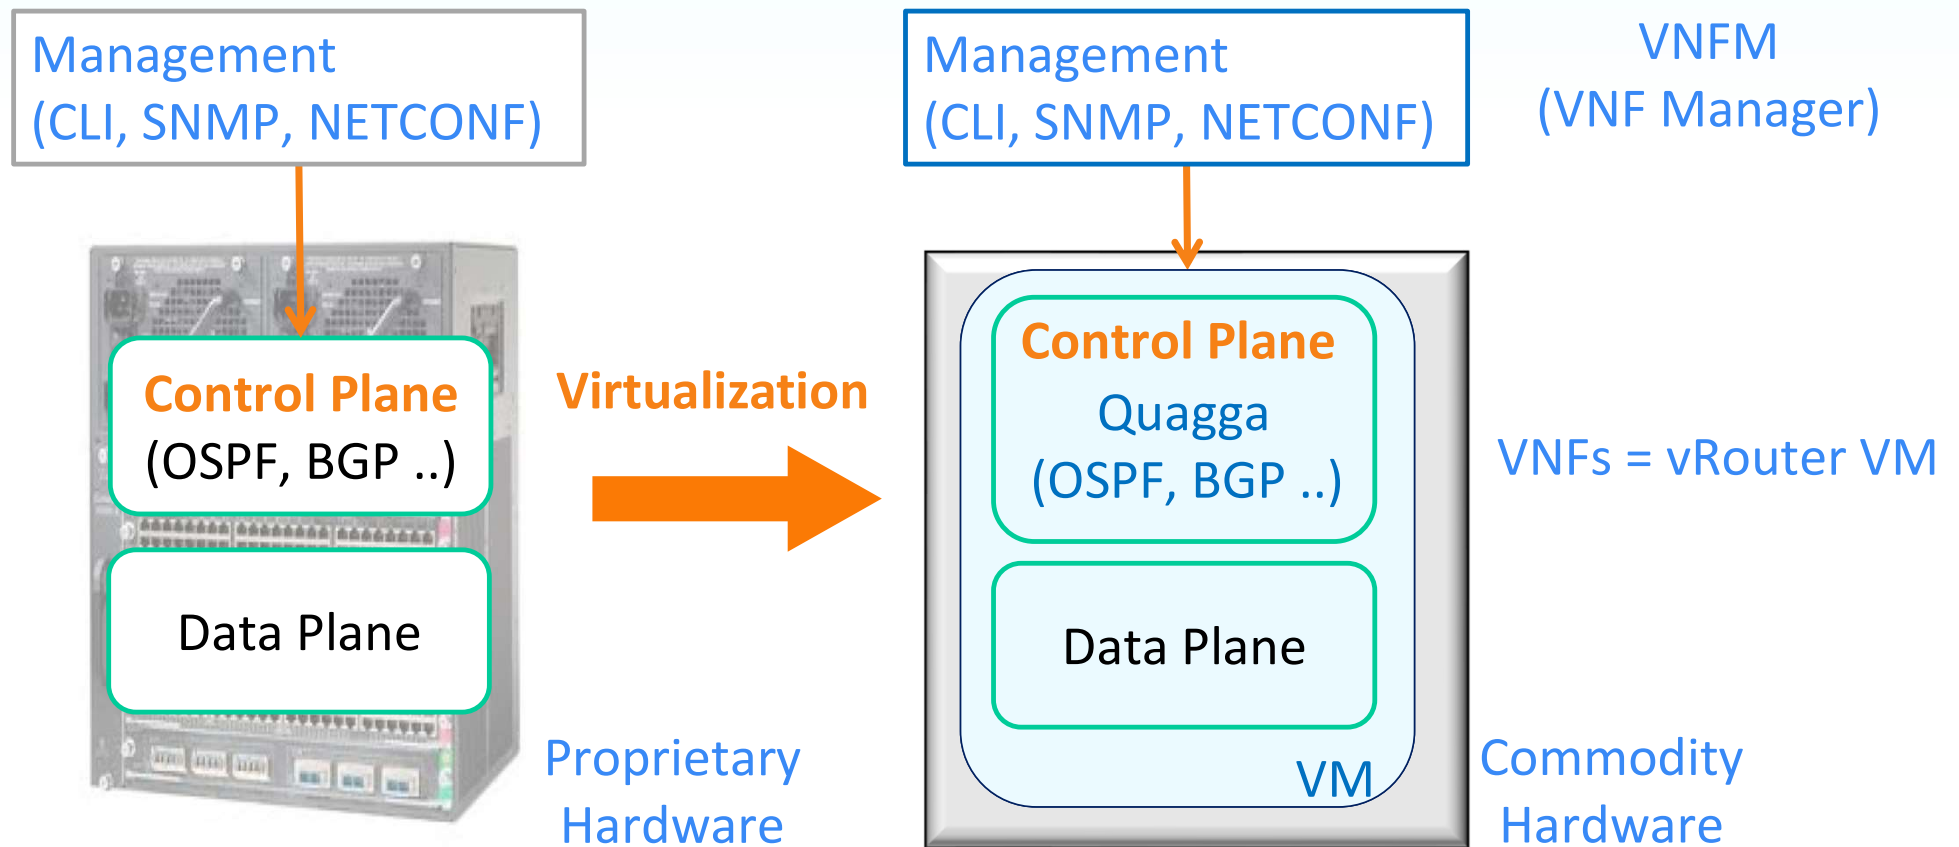 Management
(CLI, SNMP, NETCONF)
Management
(CLI, SNMP, NETCONF)
VNFM
(VNF Manager)
Control Plane
(OSPF, BGP ..)
Data Plane
Proprietary
Hardware
Virtualization
Control Plane
Quagga
(OSPF, BGP ..)
Data Plane
VM
VNFs = vRouter VM
Commodity
Hardware